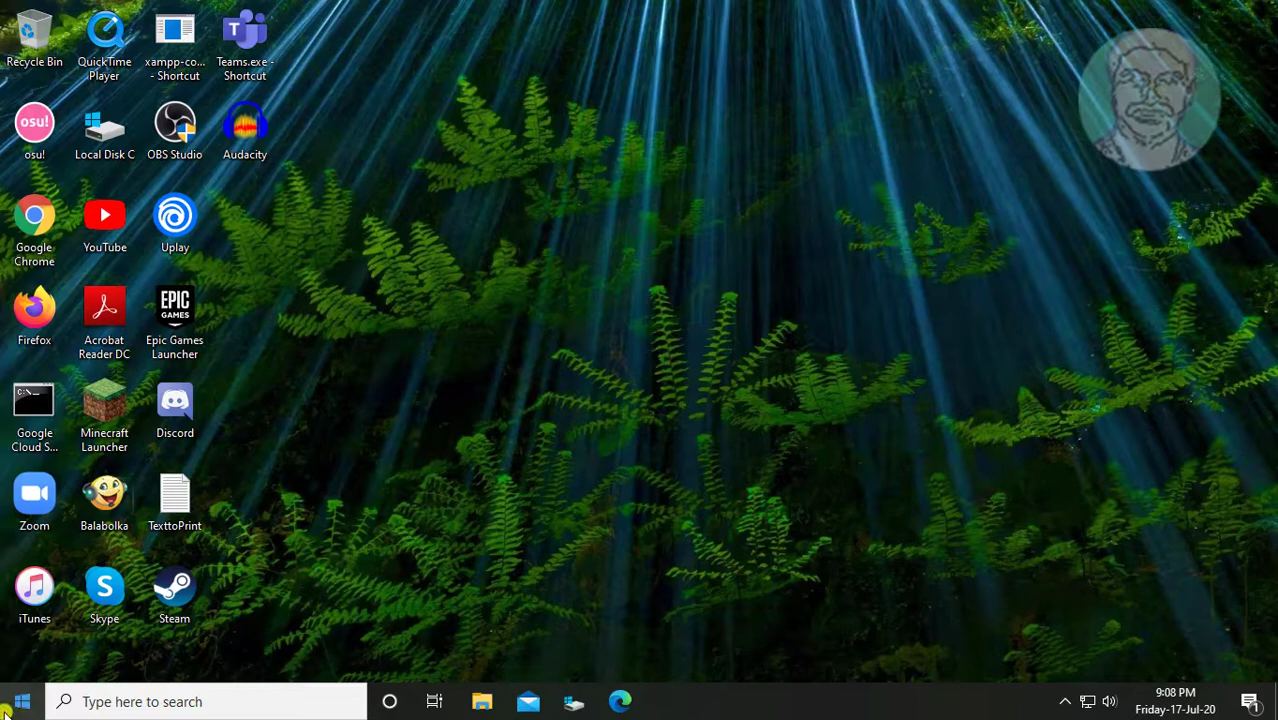 Recycle Bin
QuickTime
Player
xampp-co...
- Shortcut
Teams.exe -
Shortcut
osu!
osu!
Local Disk C
OBS Studio
Audacity
Google
Chrome
YouTube
Uplay
Firefox
Acrobat
Reader DC
EPIC
GAMES
Epic Games
Launcher
C:\_
Google
Cloud S...
Minecraft
Launcher
Discord
Zoom
Balabolka
TexttoPrint
iTunes
Skype
Steam
Type here to search
9:08 PM
Friday-17-Jul-20
1